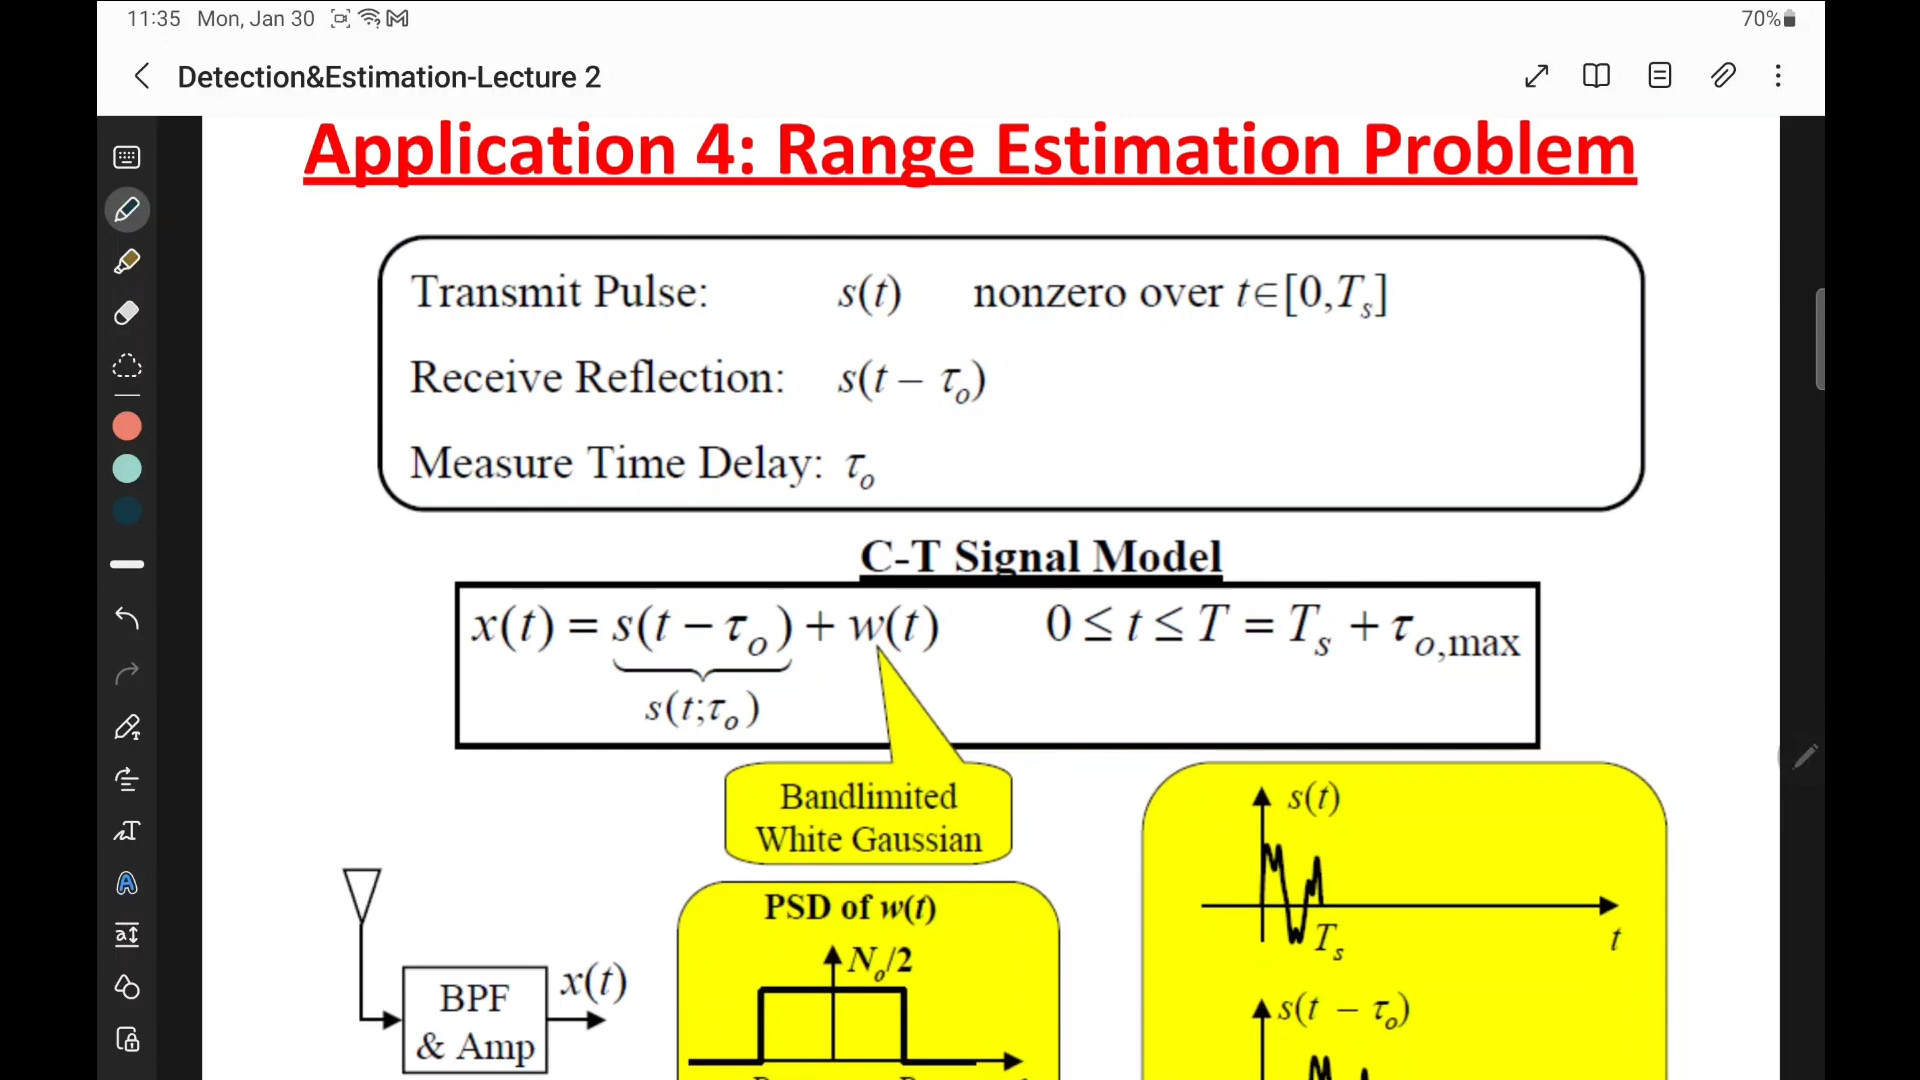 11:35 Mon, Jan 30
70%
Detection&Estimation-Lecture 2
Application 4: Range Estimation Problem
Transmit Pulse: s(t) nonzero over t∈[0,Tₛ]
Receive Reflection: s(t − τₒ)
Measure Time Delay: τₒ
C-T Signal Model
x(t) = s(t − τₒ) + w(t) 0 ≤ t ≤ T = Tₛ + τₒ,max
s(t;τₒ)
Bandlimited
White Gaussian
PSD of w(t)
Nₒ/2
BPF
& Amp
x(t)
s(t)
Tₛ
t
s(t − τₒ)